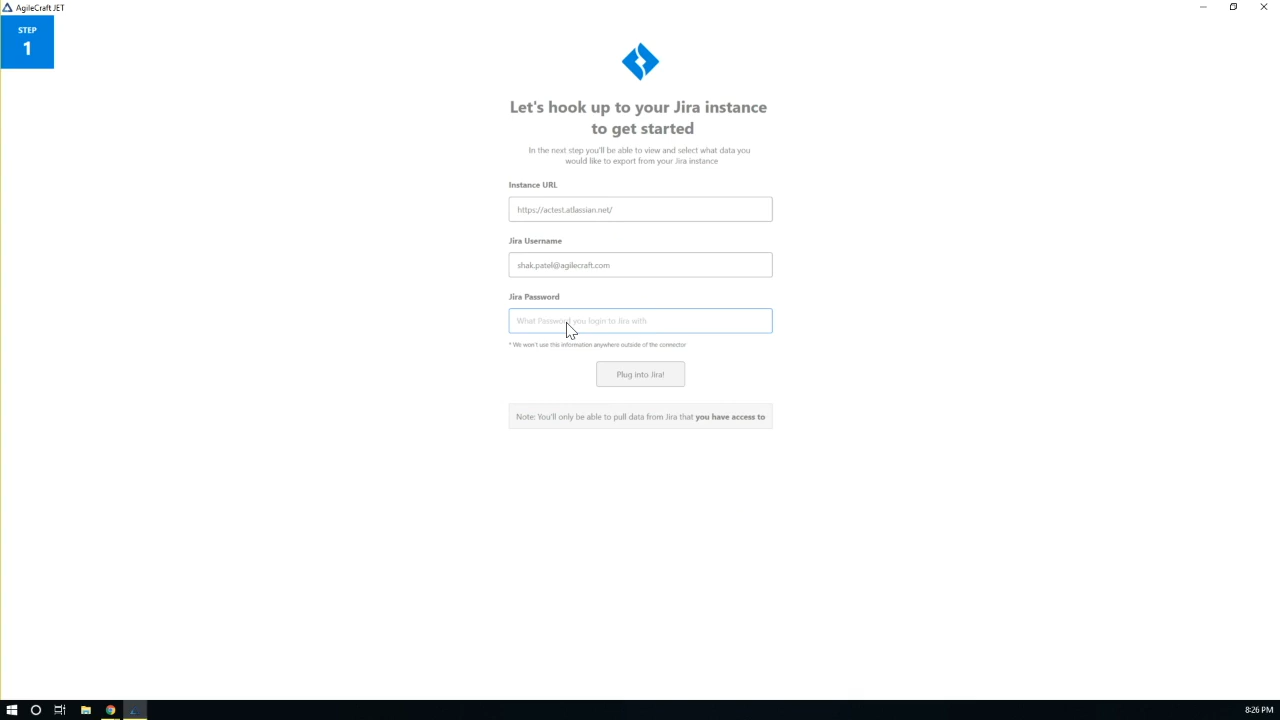 AgileCraft JET
STEP
1
Let's hook up to your Jira instance
to get started
In the next step you'll be able to view and select what data you
would like to export from your Jira instance
Instance URL
https://actest.atlassian.net/
Jira Username
shak.patel@agilecraft.com
Jira Password
What Password you login to Jira with
* We won't use this information anywhere outside of the connector
Plug into Jira!
Note: You'll only be able to pull data from Jira that you have access to
8:26 PM